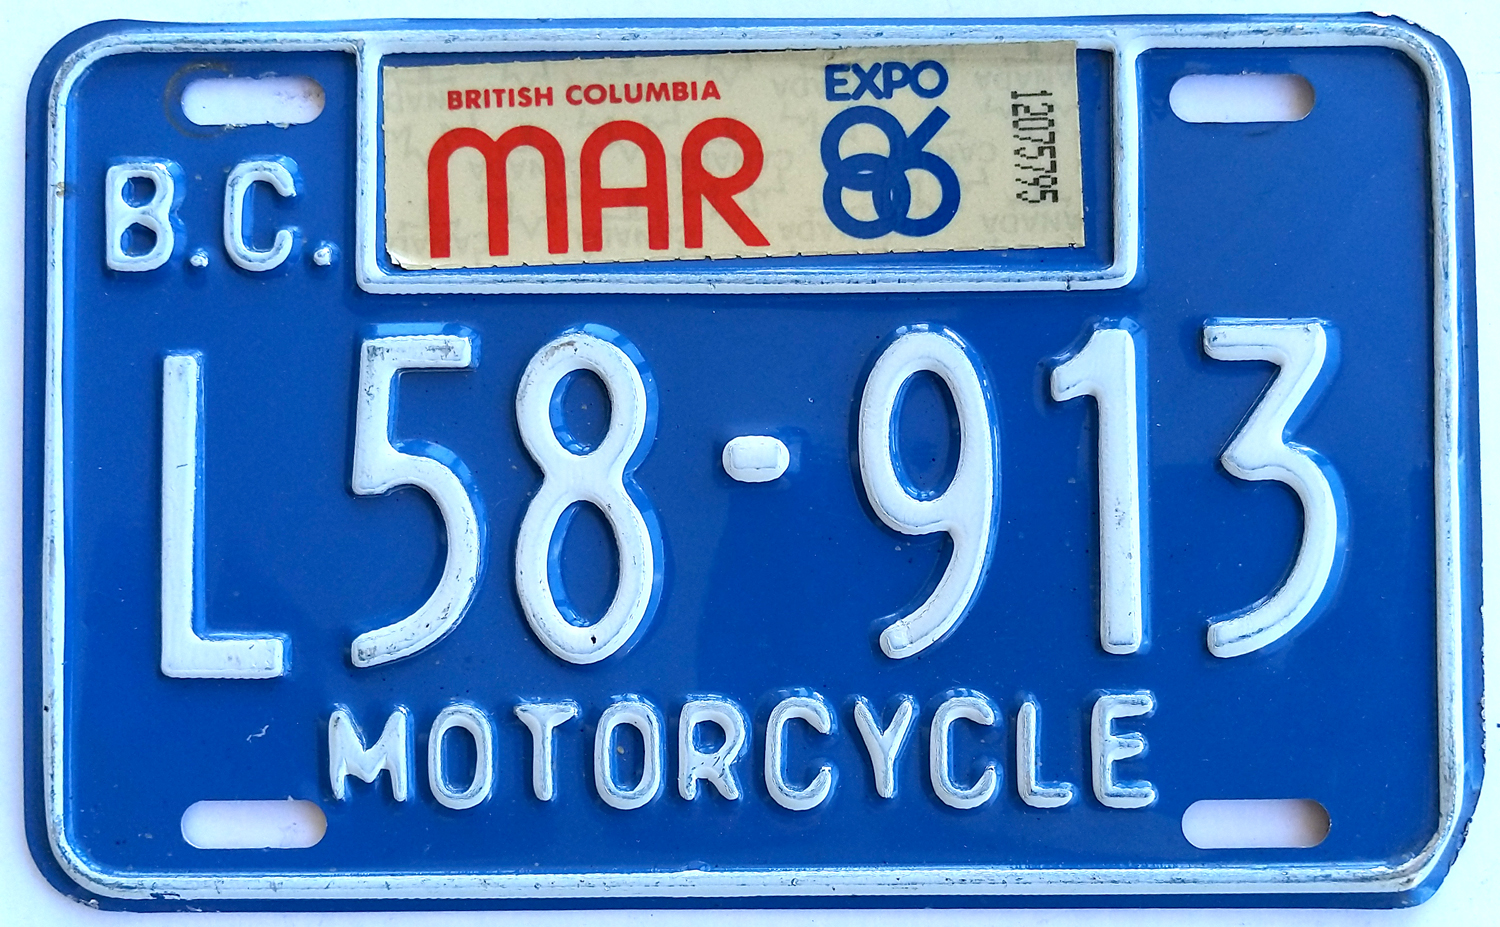 BRITISH COLUMBIA
MAR
EXPO
86
12075795
B.C.
L58-913
MOTORCYCLE